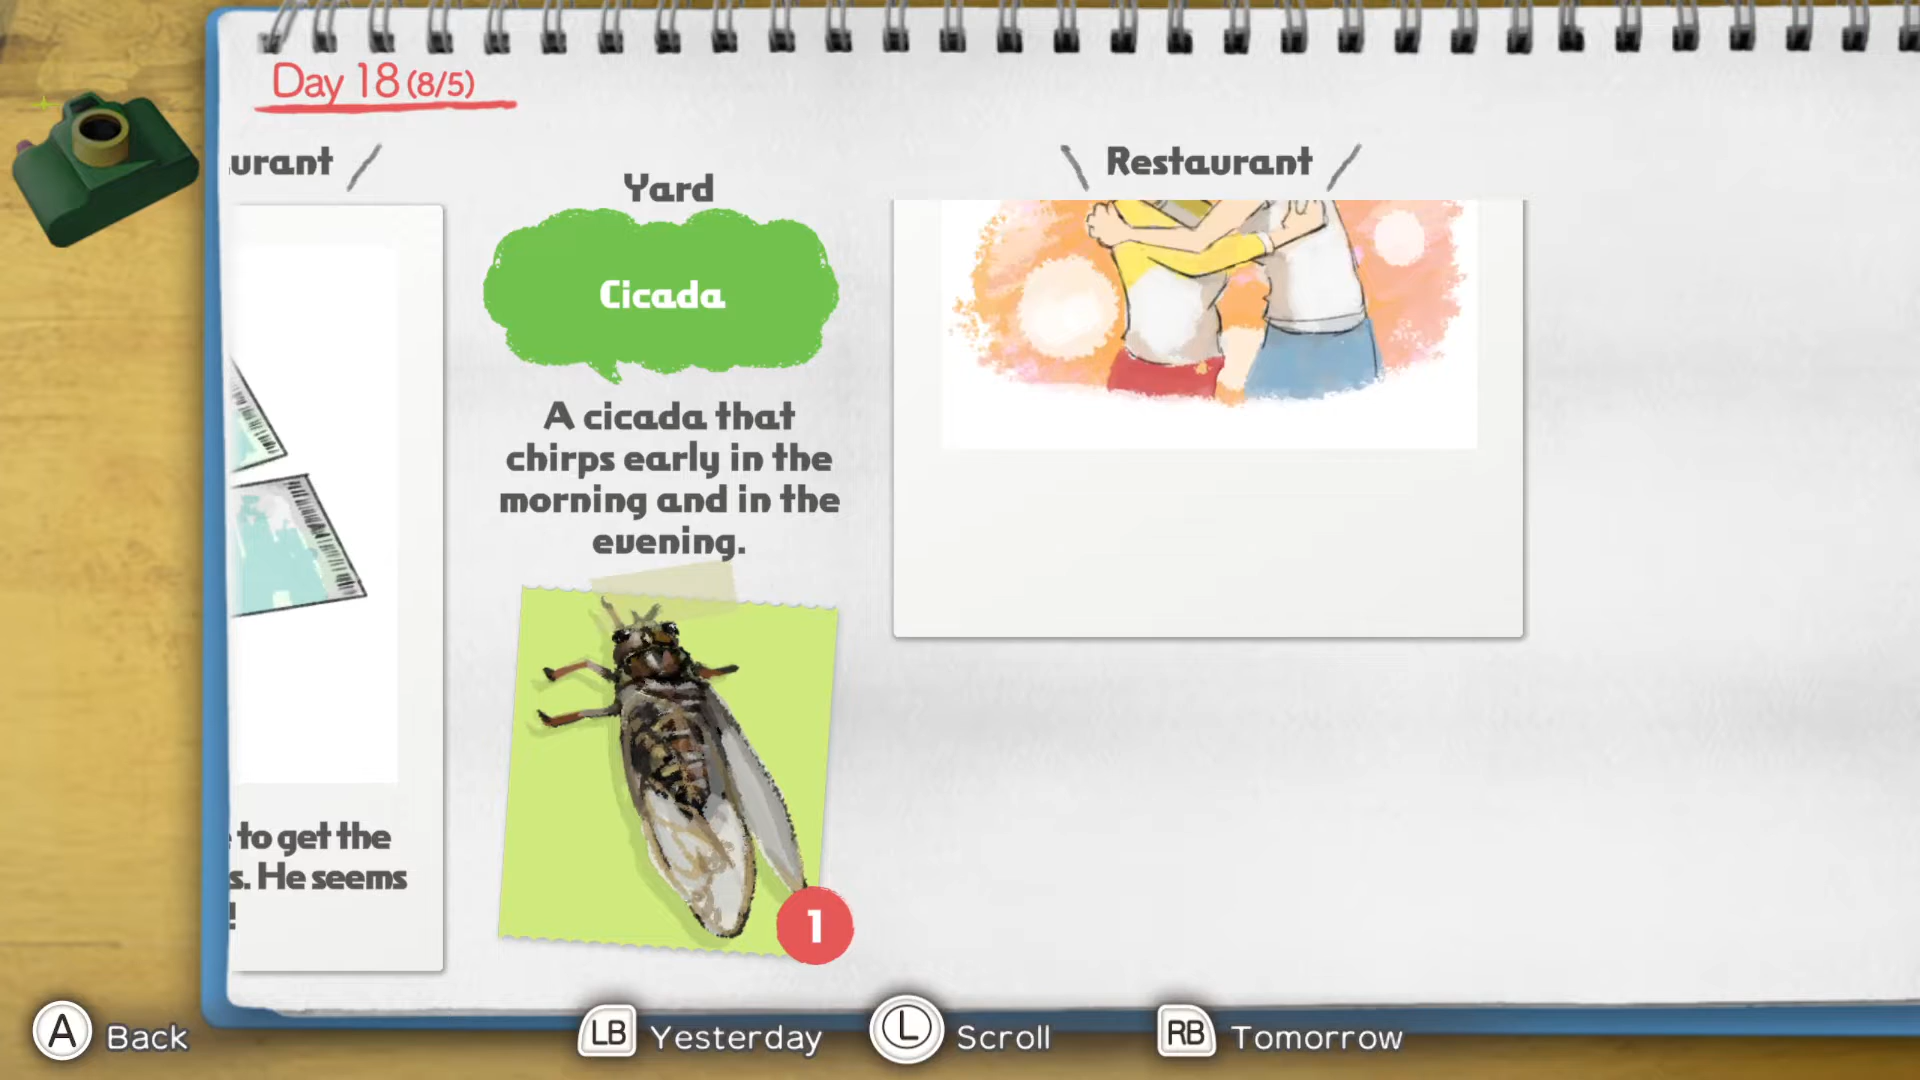 Day 18 (8/5)
urant
to get the
s. He seems
!
Yard
Cicada
A cicada that
chirps early in the
morning and in the
evening.
1
Restaurant
A Back
LB Yesterday
L Scroll
RB Tomorrow